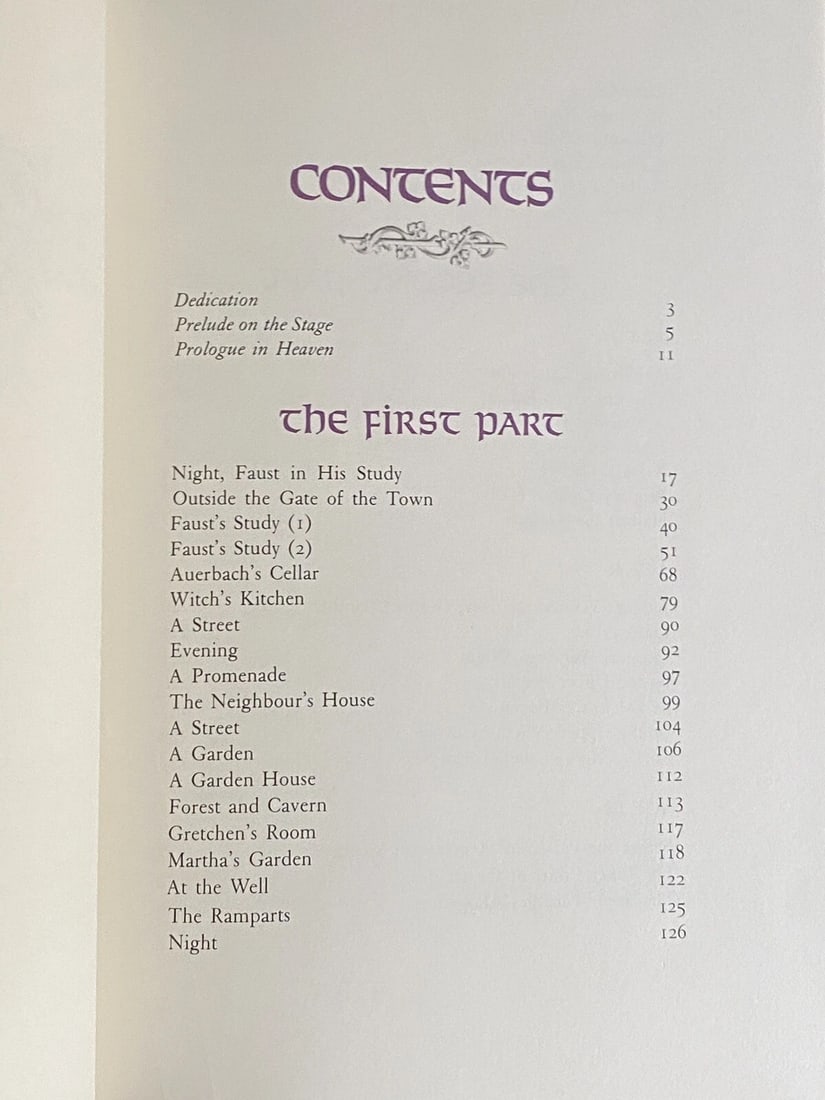 CONTENTS
Dedication 3
Prelude on the Stage 5
Prologue in Heaven 11
The First Part
Night, Faust in His Study 17
Outside the Gate of the Town 30
Faust's Study (1) 40
Faust's Study (2) 51
Auerbach's Cellar 68
Witch's Kitchen 79
A Street 90
Evening 92
A Promenade 97
The Neighbour's House 99
A Street 104
A Garden 106
A Garden House 112
Forest and Cavern 113
Gretchen's Room 117
Martha's Garden 118
At the Well 122
The Ramparts 125
Night 126